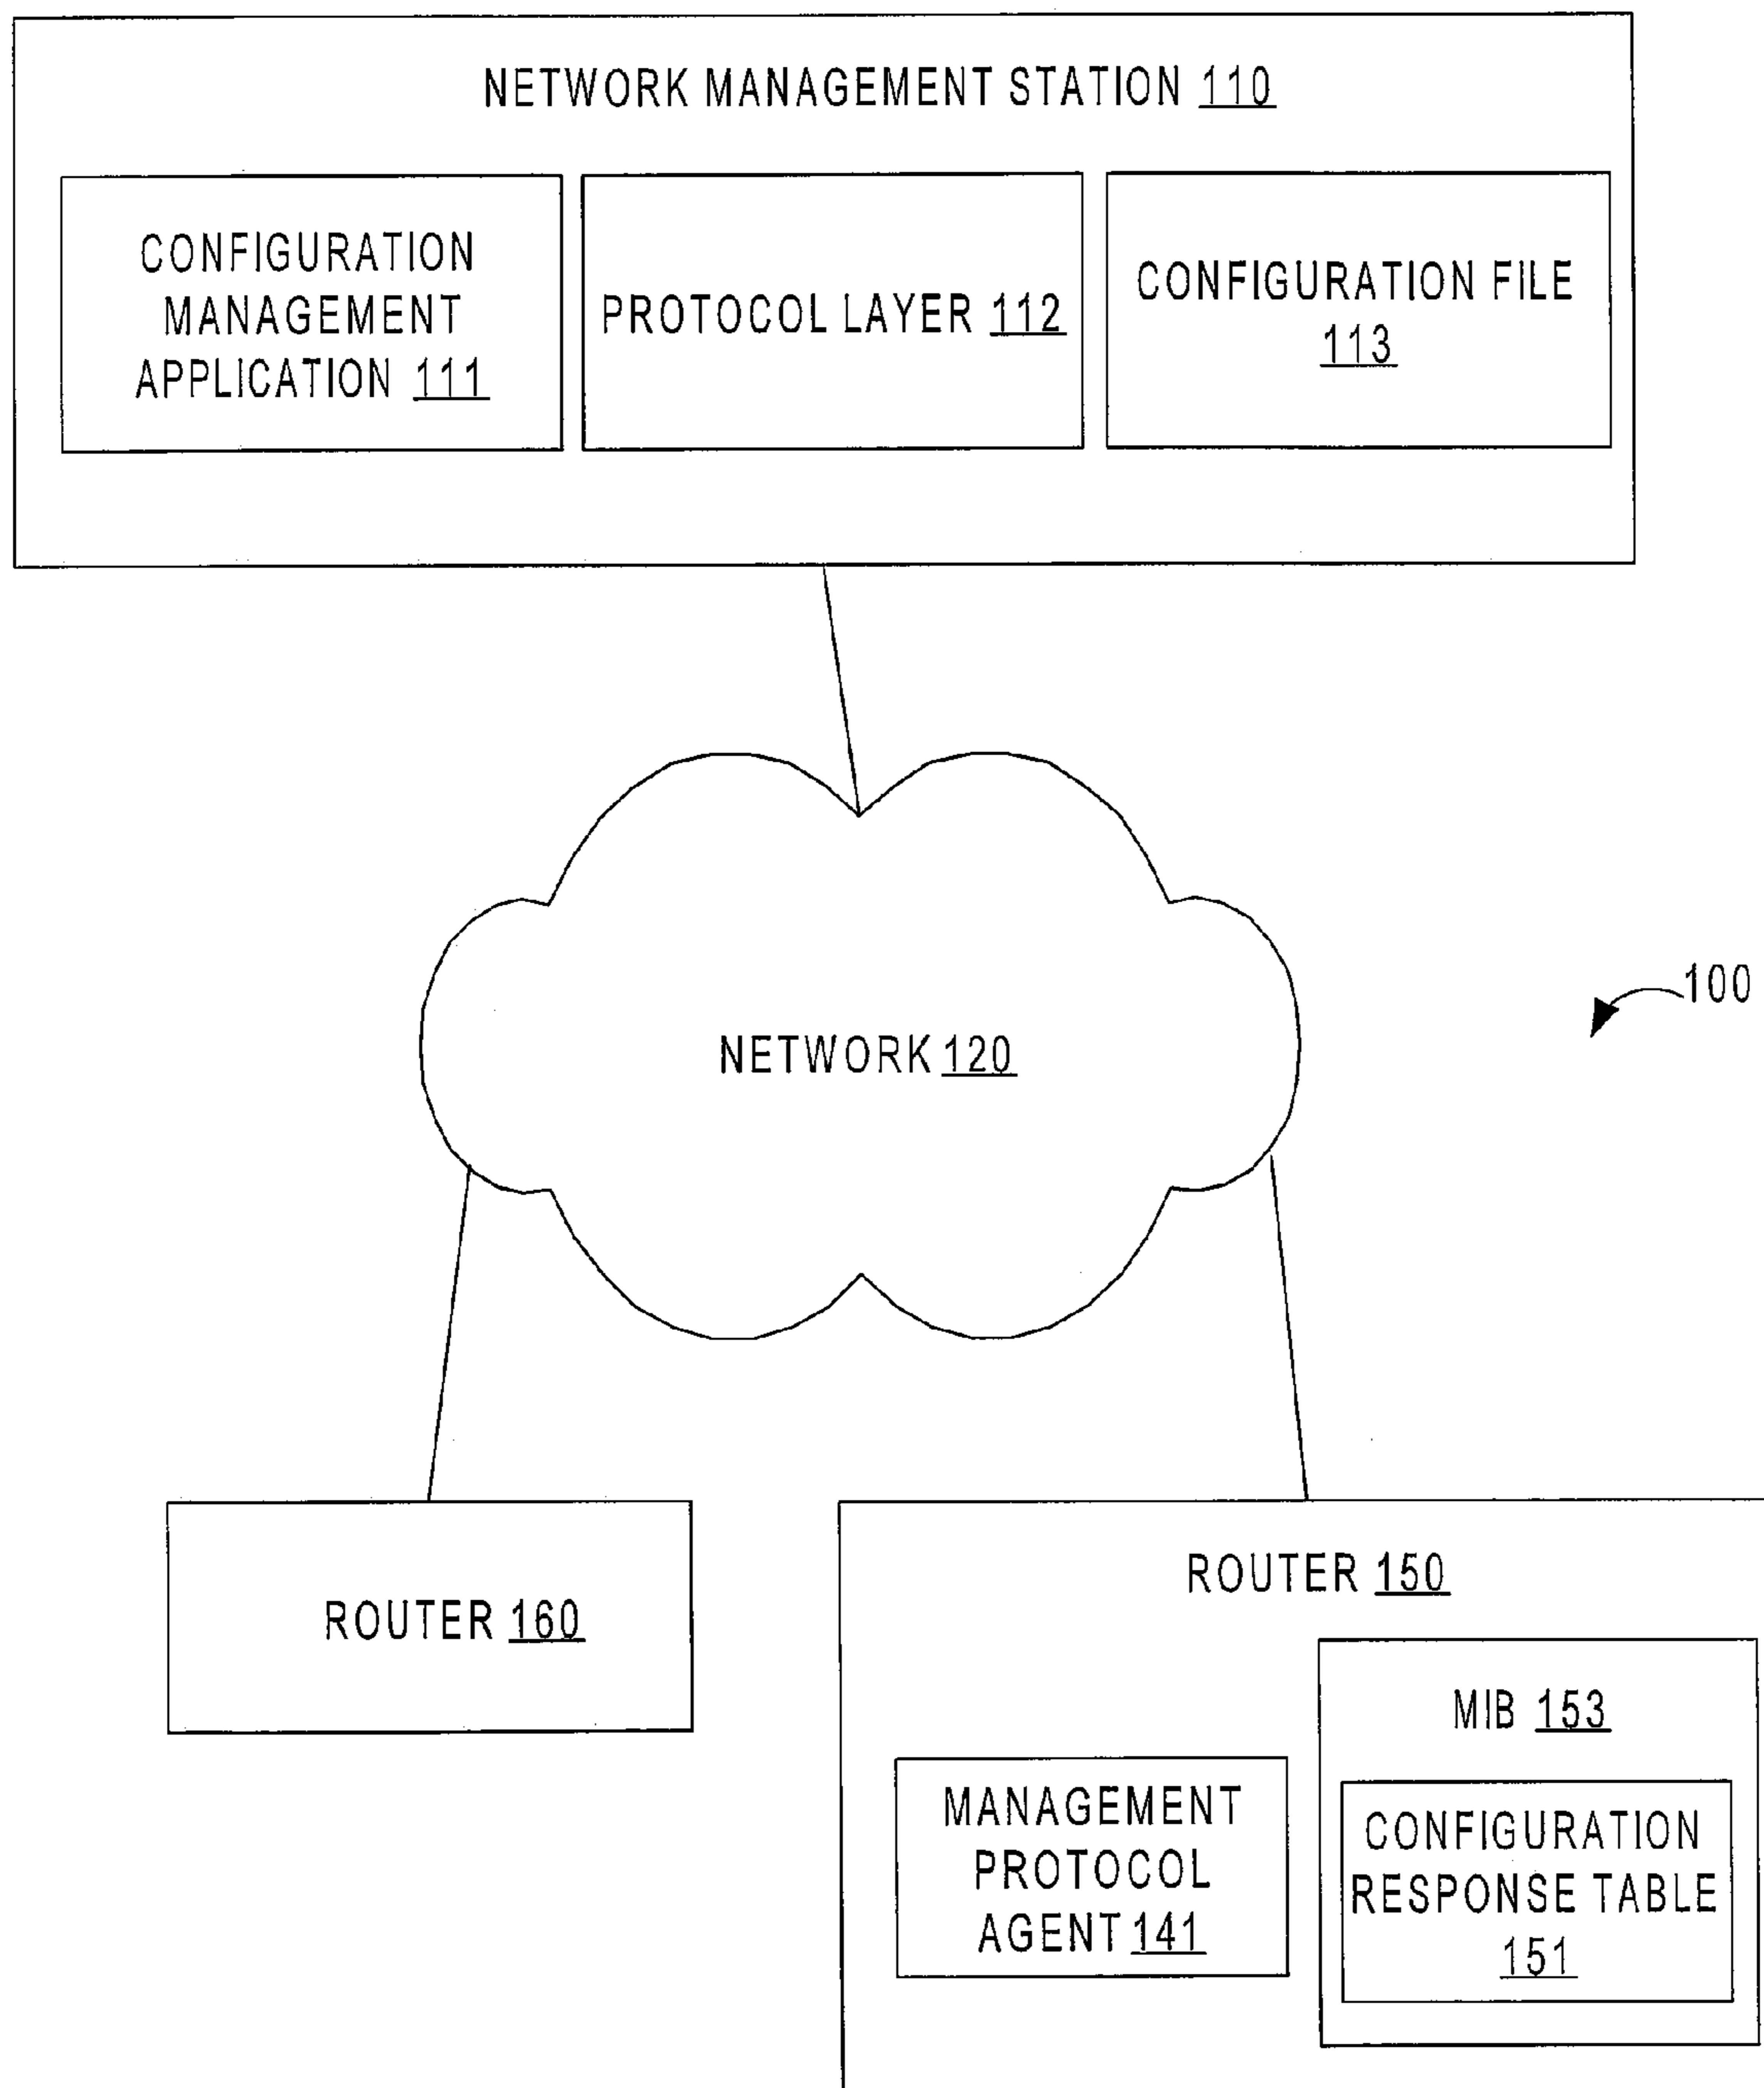 NETWORK MANAGEMENT STATION 110
CONFIGURATION
MANAGEMENT
APPLICATION 111
PROTOCOL LAYER 112
CONFIGURATION FILE
113
NETWORK 120
100
ROUTER 160
ROUTER 150
MIB 153
MANAGEMENT
PROTOCOL
AGENT 141
CONFIGURATION
RESPONSE TABLE
151